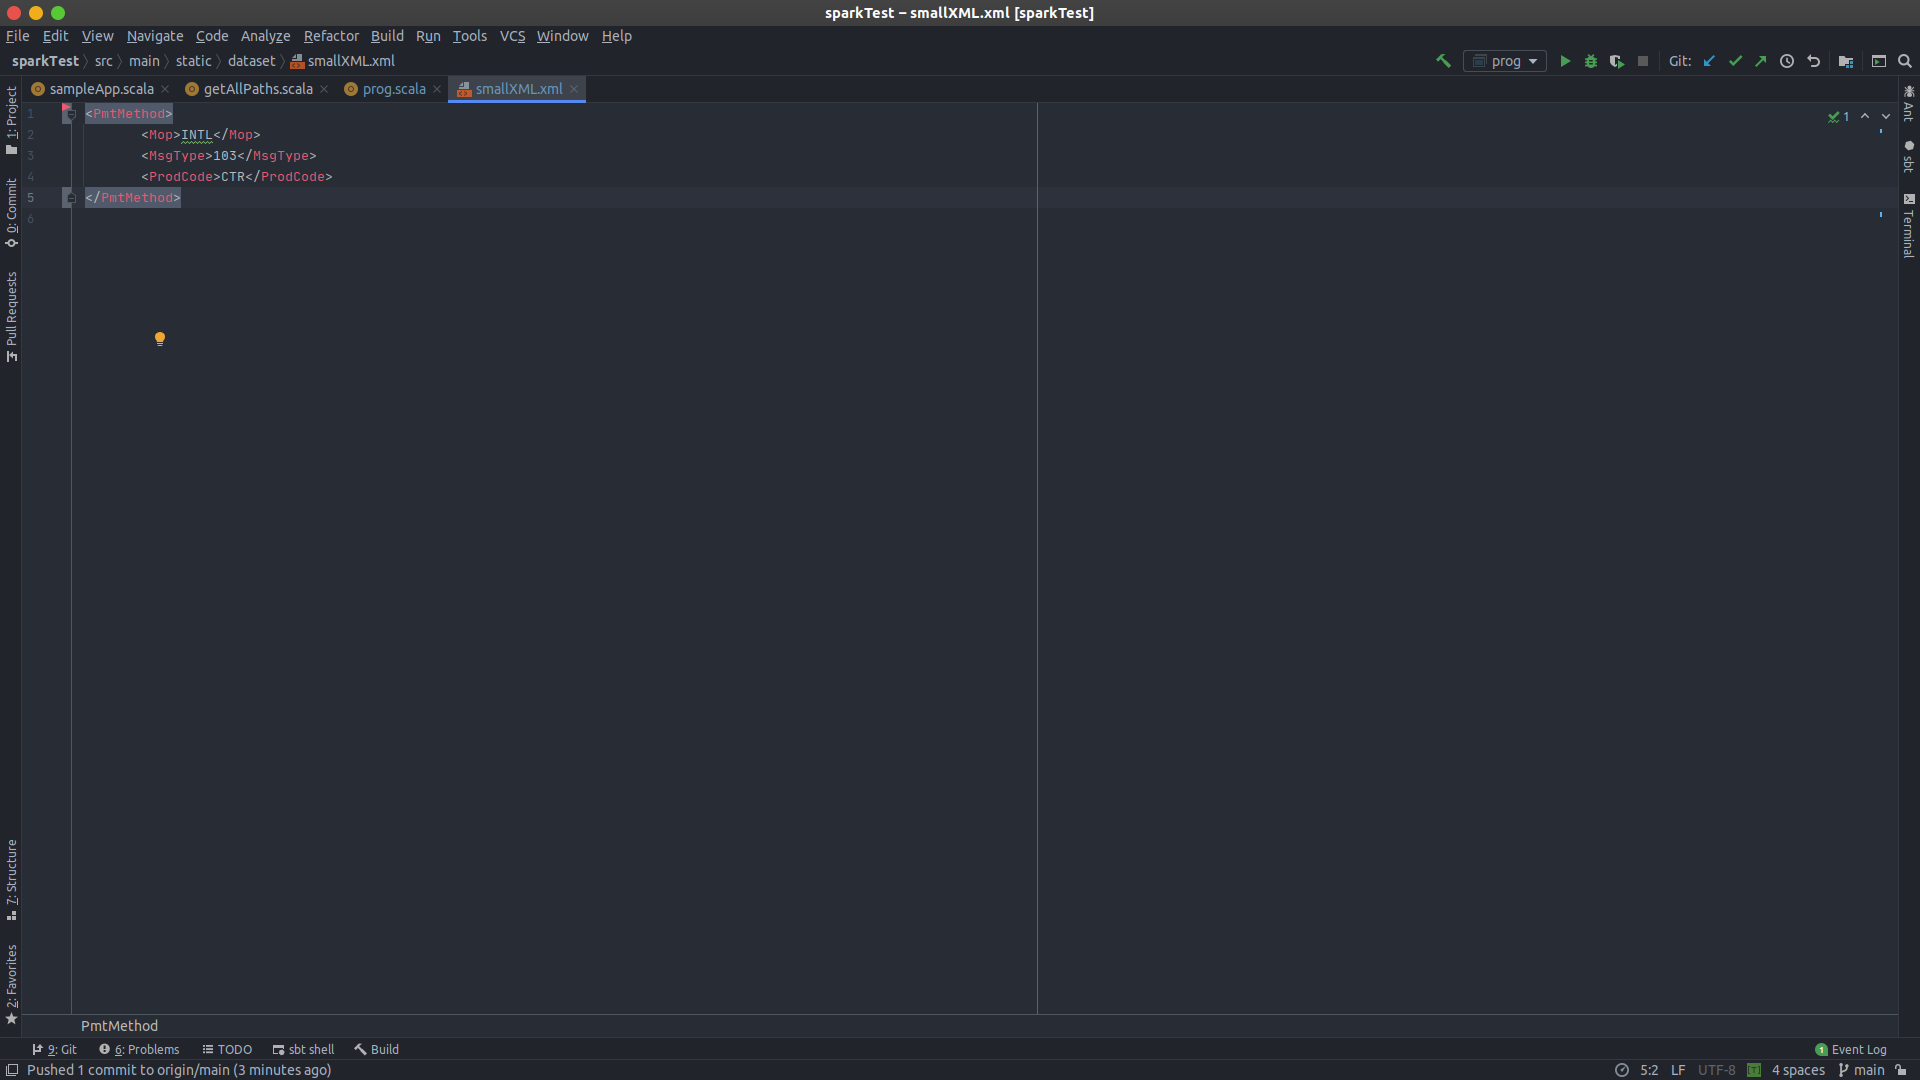 sparkTest – smallXML.xml [sparkTest]
File Edit View Navigate Code Analyze Refactor Build Run Tools VCS Window Help
sparkTest src main static dataset smallXML.xml prog Git:
sampleApp.scala getAllPaths.scala prog.scala smallXML.xml
1 <PmtMethod>
2 <Mop>INTL</Mop>
3 <MsgType>103</MsgType>
4 <ProdCode>CTR</ProdCode>
5 </PmtMethod>
6
1
1: Project
0: Commit
Pull Requests
7: Structure
2: Favorites
Ant
sbt
Terminal
PmtMethod
9: Git 6: Problems TODO sbt shell Build 1 Event Log
Pushed 1 commit to origin/main (3 minutes ago) 5:2 LF UTF-8 4 spaces main